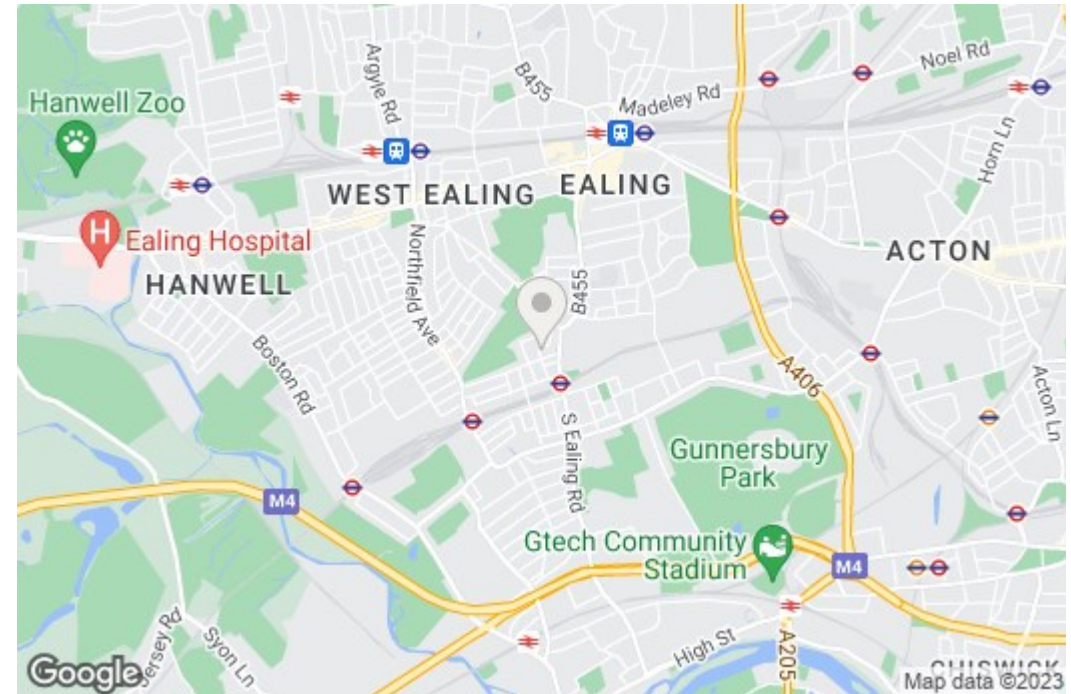 Noel Rd
Argyle Rd
B455
Hanwell Zoo
Madeley Rd
Horn Ln
WEST EALING
EALING
H
Ealing Hospital
Northfield Ave
B455
ACTON
HANWELL
Boston Rd
A406
Acton Ln
S Ealing Rd
Gunnersbury
Park
M4
Gtech Community
Stadium
M4
Jersey Rd
Syon Ln
High St
A205
CHISWICK
Google
Map data ©2023